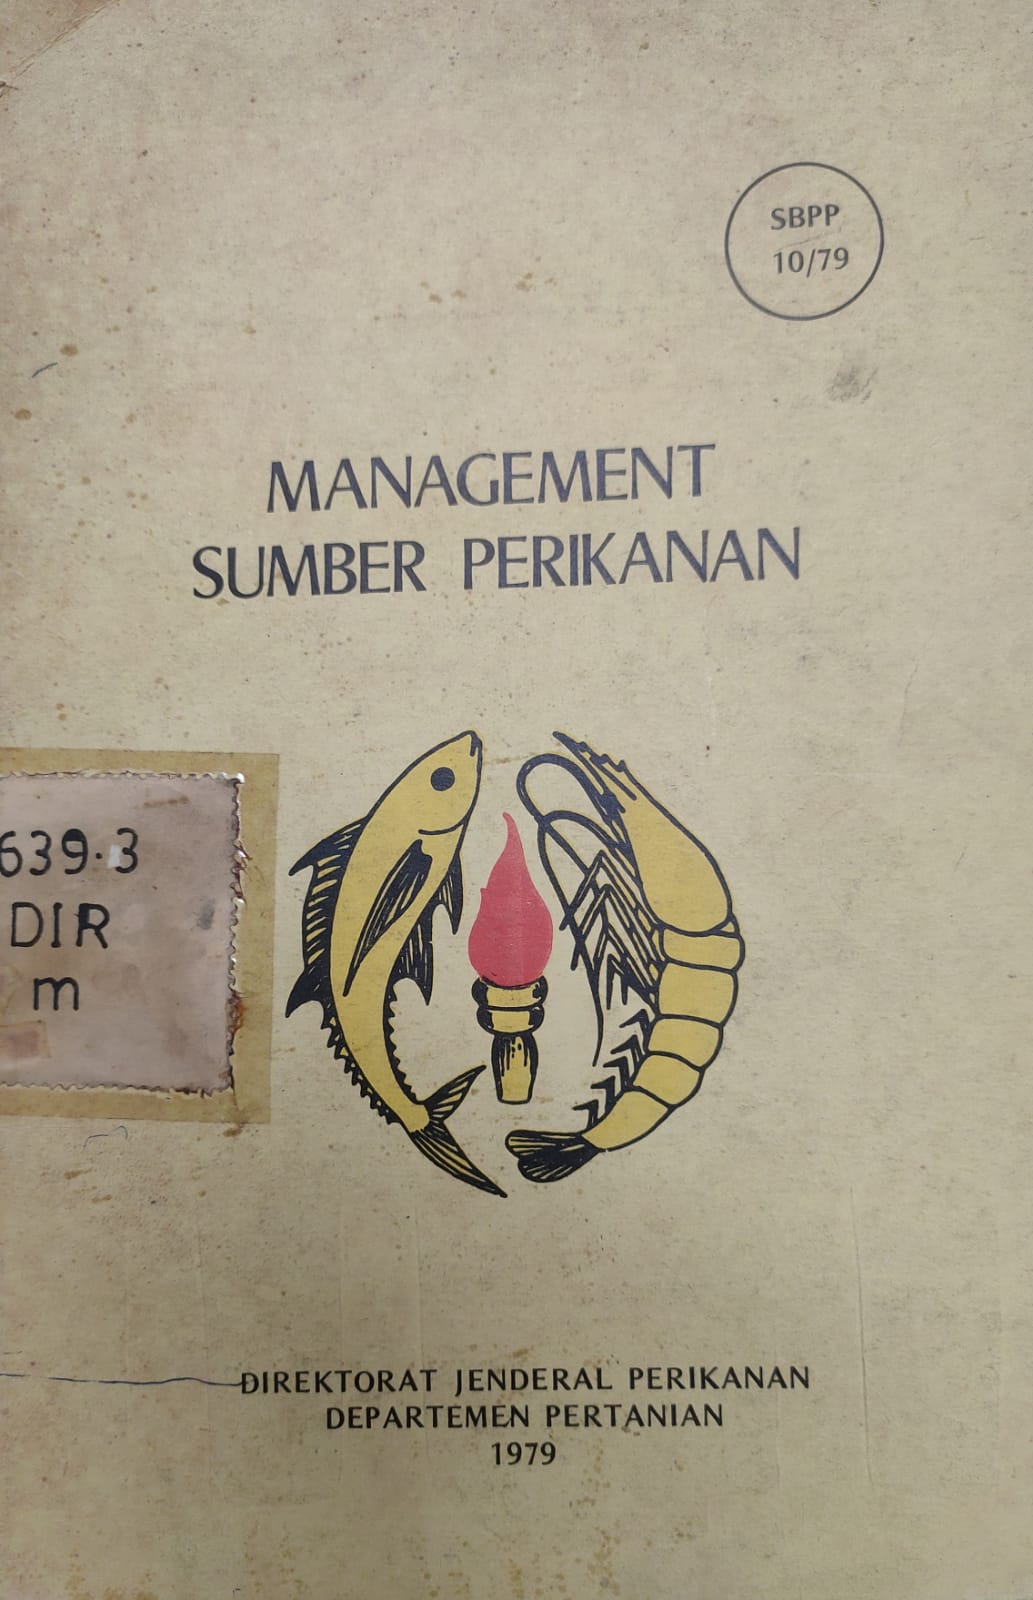 SBPP
10/79
MANAGEMENT
SUMBER PERIKANAN
639.3
DIR
m
DIREKTORAT JENDERAL PERIKANAN
DEPARTEMEN PERTANIAN
1979